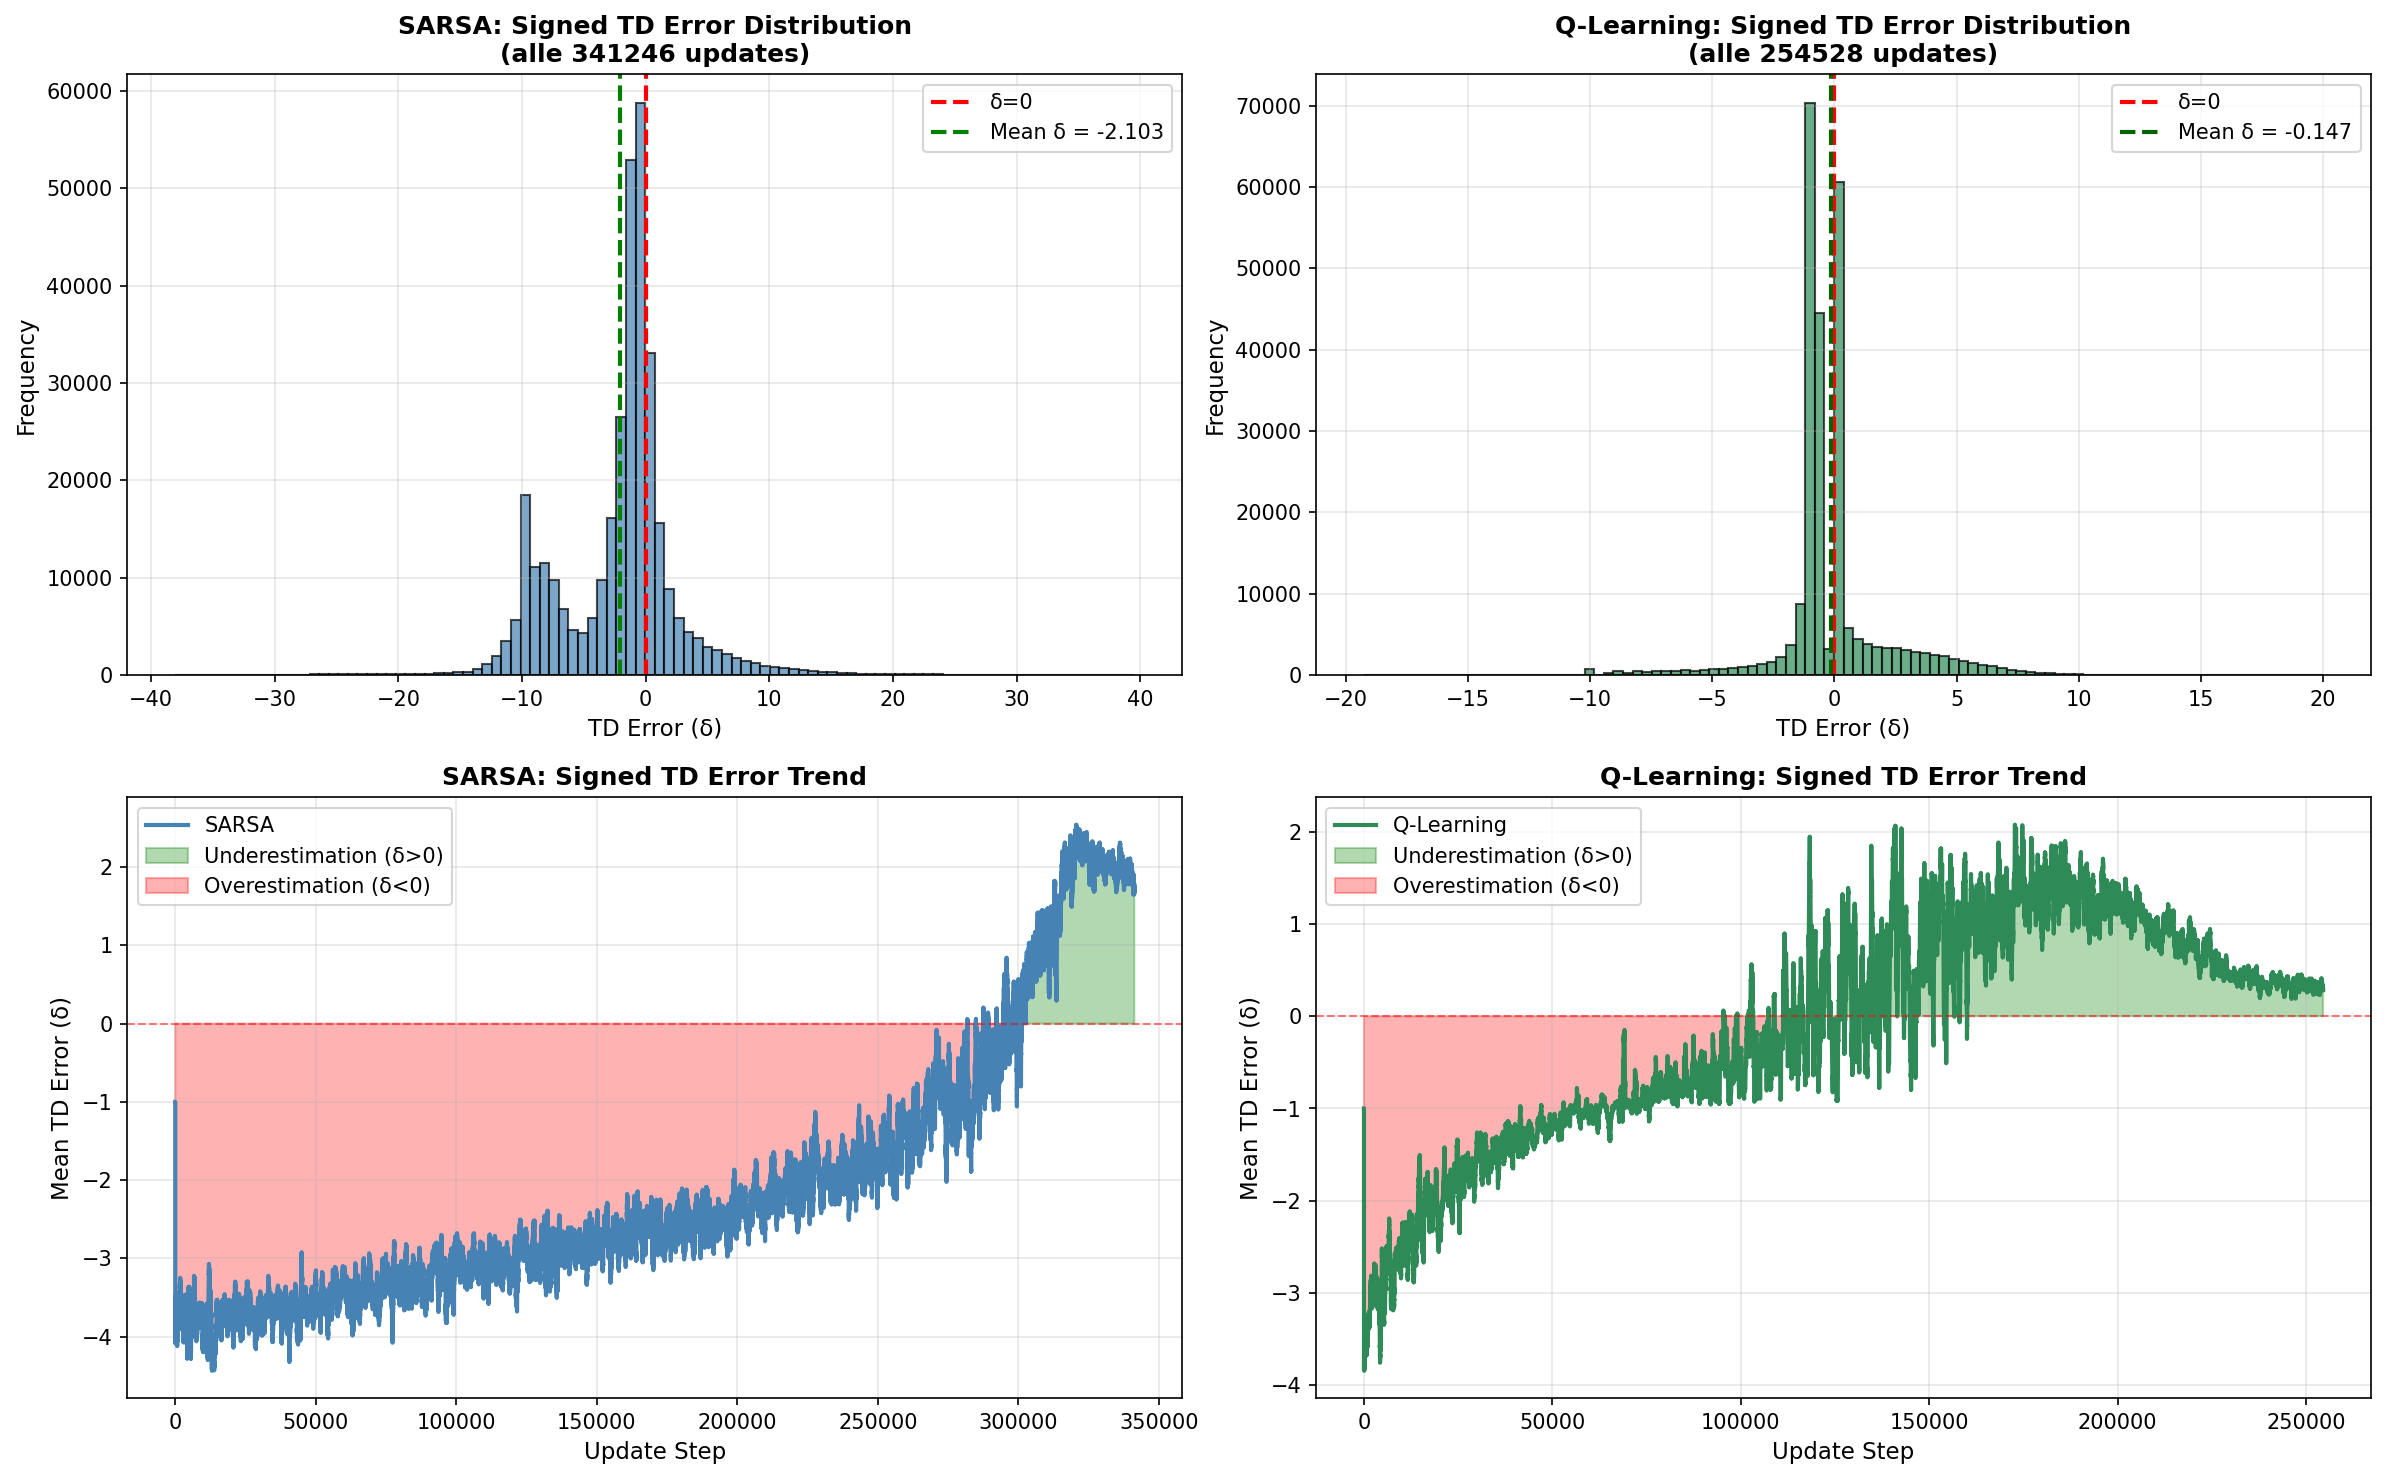 SARSA: Signed TD Error Distribution
(alle 341246 updates)
60000
50000
40000
30000
20000
10000
0
Frequency
δ=0
Mean δ = -2.103
−40
−30
−20
−10
0
10
20
30
40
TD Error (δ)
Q-Learning: Signed TD Error Distribution
(alle 254528 updates)
70000
60000
50000
40000
30000
20000
10000
0
Frequency
δ=0
Mean δ = -0.147
−20
−15
−10
−5
0
5
10
15
20
TD Error (δ)
SARSA: Signed TD Error Trend
2
1
0
−1
−2
−3
−4
Mean TD Error (δ)
SARSA
Underestimation (δ>0)
Overestimation (δ<0)
0
50000
100000
150000
200000
250000
300000
350000
Update Step
Q-Learning: Signed TD Error Trend
2
1
0
−1
−2
−3
−4
Mean TD Error (δ)
Q-Learning
Underestimation (δ>0)
Overestimation (δ<0)
0
50000
100000
150000
200000
250000
Update Step